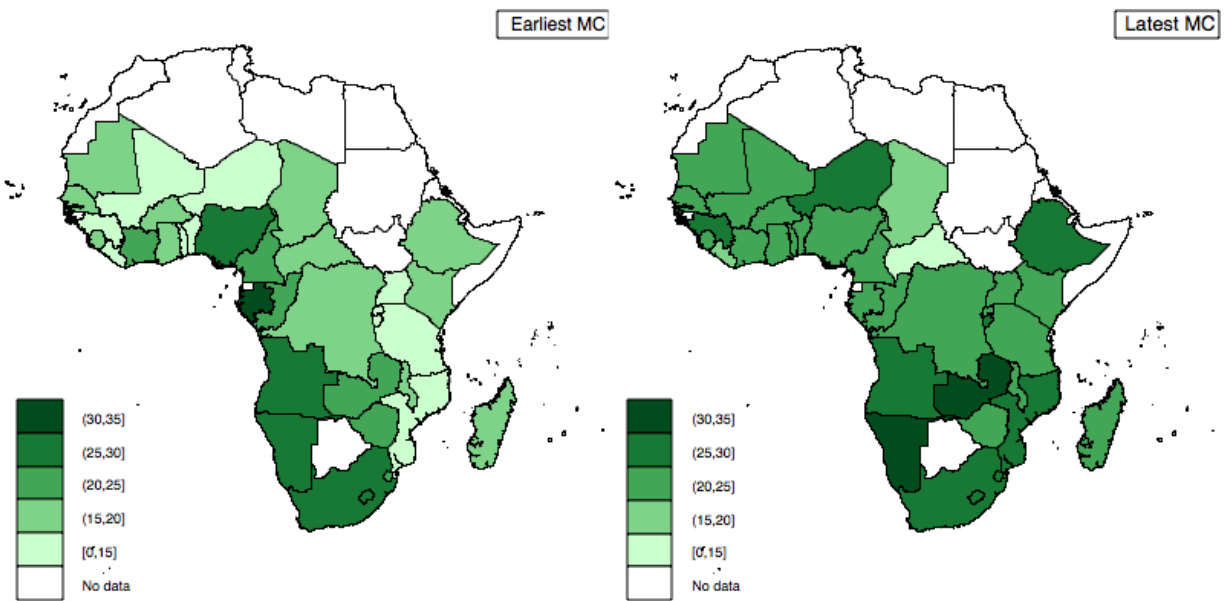 Earliest MC
(30,35]
(25,30]
(20,25]
(15,20]
[0,15]
No data
Latest MC
(30,35]
(25,30]
(20,25]
(15,20]
[0,15]
No data